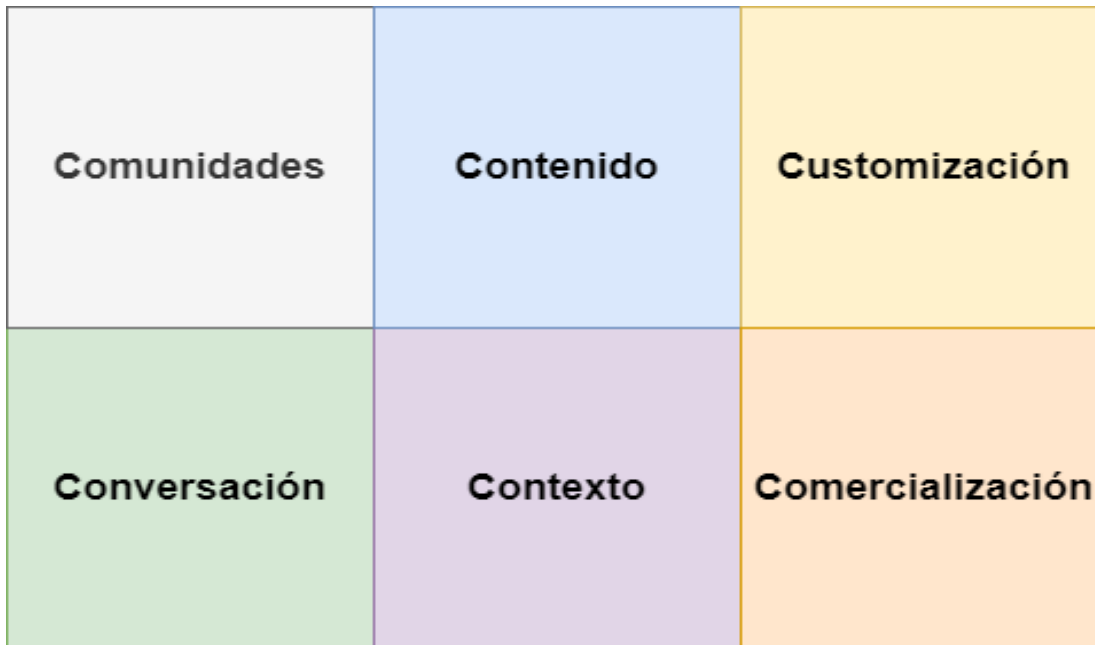 Comunidades
Contenido
Customización
Conversación
Contexto
Comercialización